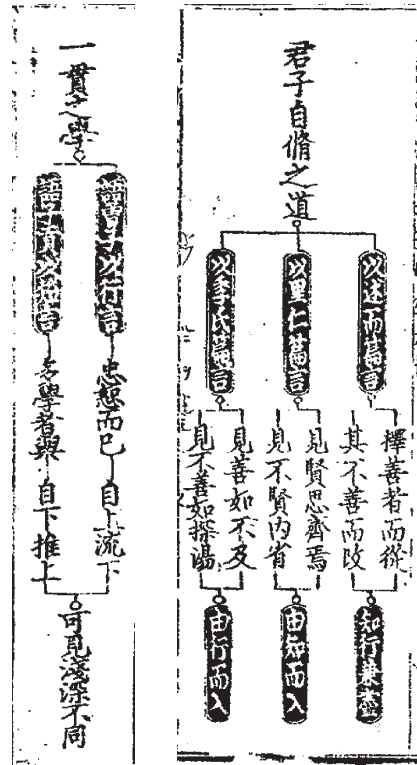 君子自脩之道
以述而篇言
擇善者而從
其不善而改
知行兼盡
以里仁篇言
見賢思齊焉
見不賢內省
由知而入
以季氏篇言
見善如不及
見不善如探湯
由行而入
一貫之學
語曾子以行言
忠恕而已
自上流下
語子貢以知言
多學者與
自下推上
可見淺深不同